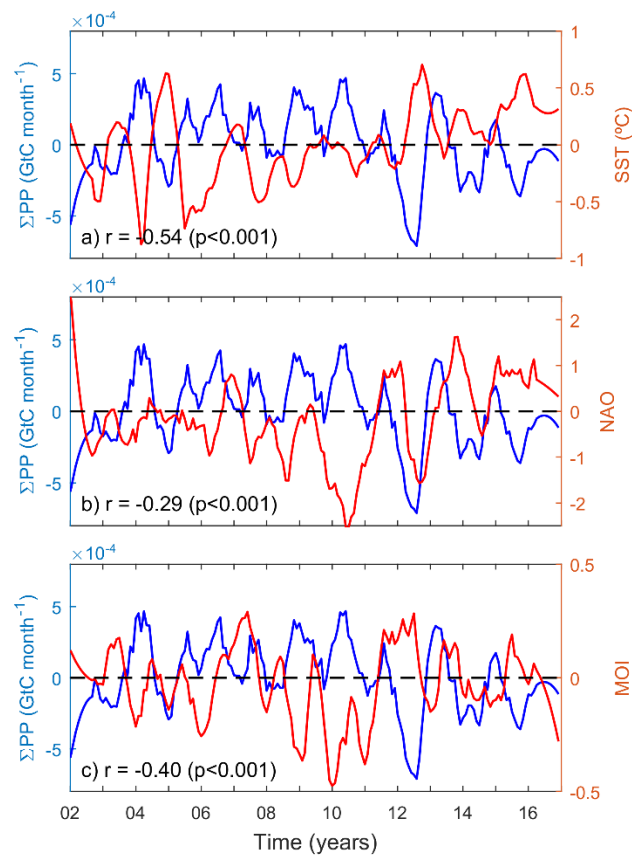 ×10⁻⁴
5
0
-5
ΣPP (GtC month⁻¹)
1
0.5
0
-0.5
-1
SST (ºC)
a) r = -0.54 (p<0.001)
×10⁻⁴
5
0
-5
ΣPP (GtC month⁻¹)
2
1
0
-1
-2
NAO
b) r = -0.29 (p<0.001)
×10⁻⁴
5
0
-5
ΣPP (GtC month⁻¹)
0.5
0
-0.5
MOI
c) r = -0.40 (p<0.001)
02 04 06 08 10 12 14 16
Time (years)